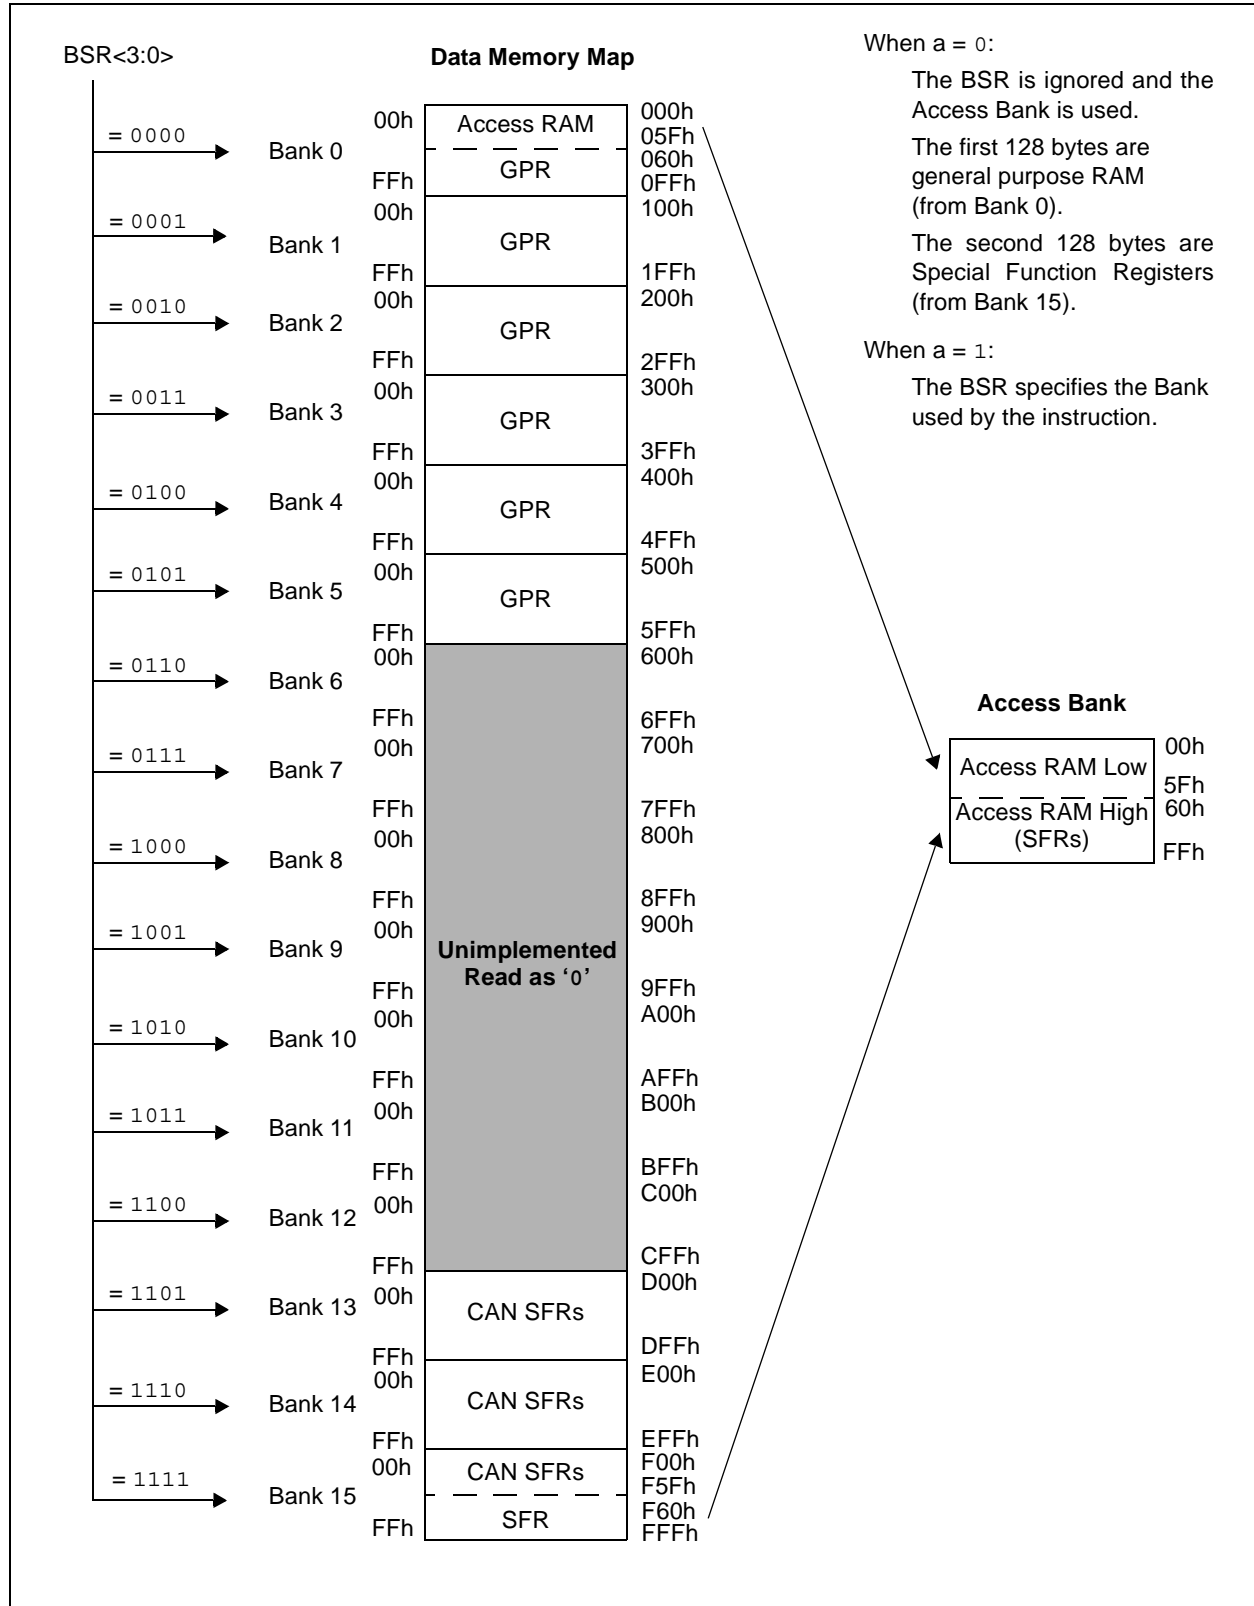 BSR<3:0>
Data Memory Map
When a = 0:
The BSR is ignored and the
Access Bank is used.
The first 128 bytes are
general purpose RAM
(from Bank 0).
The second 128 bytes are
Special Function Registers
(from Bank 15).
When a = 1:
The BSR specifies the Bank
used by the instruction.
= 0000
Bank 0
00h
FFh
Access RAM
GPR
000h
05Fh
060h
0FFh
= 0001
Bank 1
00h
FFh
GPR
100h
1FFh
= 0010
Bank 2
00h
FFh
GPR
200h
2FFh
= 0011
Bank 3
00h
FFh
GPR
300h
3FFh
= 0100
Bank 4
00h
FFh
GPR
400h
4FFh
= 0101
Bank 5
00h
FFh
GPR
500h
5FFh
= 0110
Bank 6
00h
FFh
600h
6FFh
= 0111
Bank 7
00h
FFh
700h
7FFh
= 1000
Bank 8
00h
FFh
800h
8FFh
= 1001
Bank 9
00h
FFh
Unimplemented
Read as ‘0’
900h
9FFh
= 1010
Bank 10
00h
FFh
A00h
AFFh
= 1011
Bank 11
00h
FFh
B00h
BFFh
= 1100
Bank 12
00h
FFh
C00h
CFFh
= 1101
Bank 13
00h
FFh
CAN SFRs
D00h
DFFh
= 1110
Bank 14
00h
FFh
CAN SFRs
E00h
EFFh
= 1111
Bank 15
00h
FFh
CAN SFRs
SFR
F00h
F5Fh
F60h
FFFh
Access Bank
Access RAM Low
00h
5Fh
Access RAM High
(SFRs)
60h
FFh